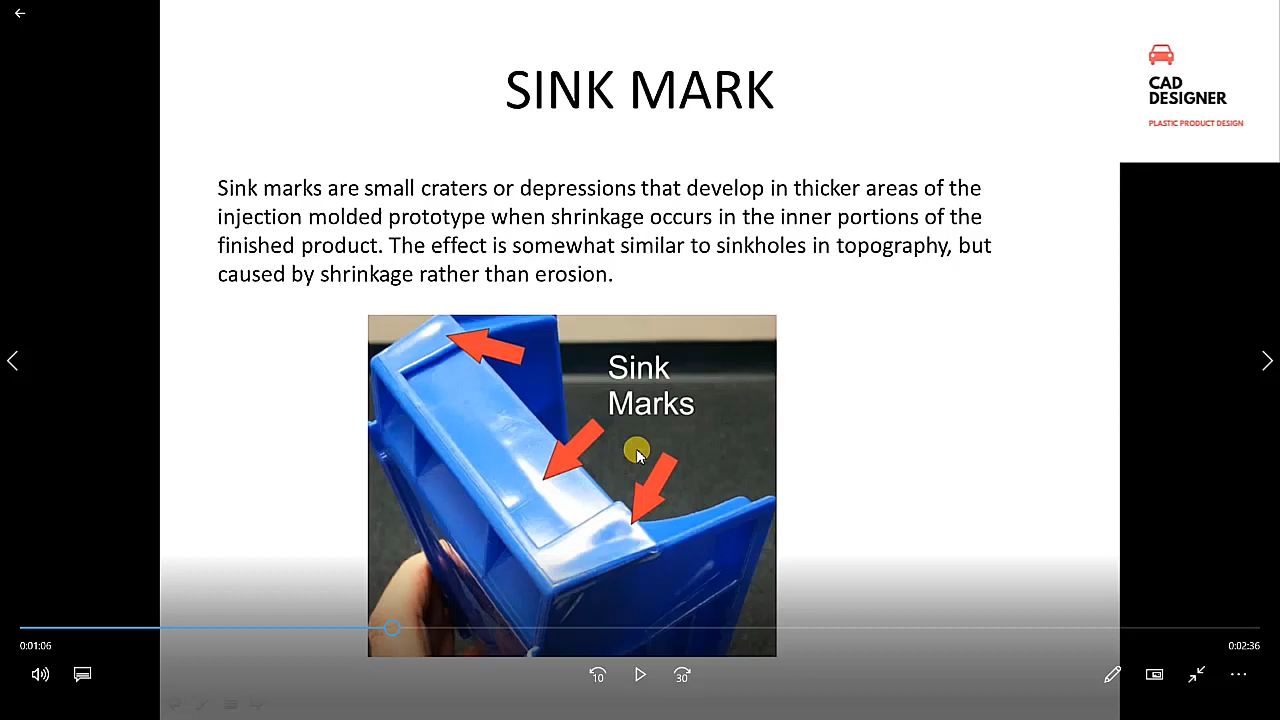 SINK MARK
CAD
DESIGNER
PLASTIC PRODUCT DESIGN
Sink marks are small craters or depressions that develop in thicker areas of the
injection molded prototype when shrinkage occurs in the inner portions of the
finished product. The effect is somewhat similar to sinkholes in topography, but
caused by shrinkage rather than erosion.
Sink
Marks
0:01:06
0:02:36
10
30